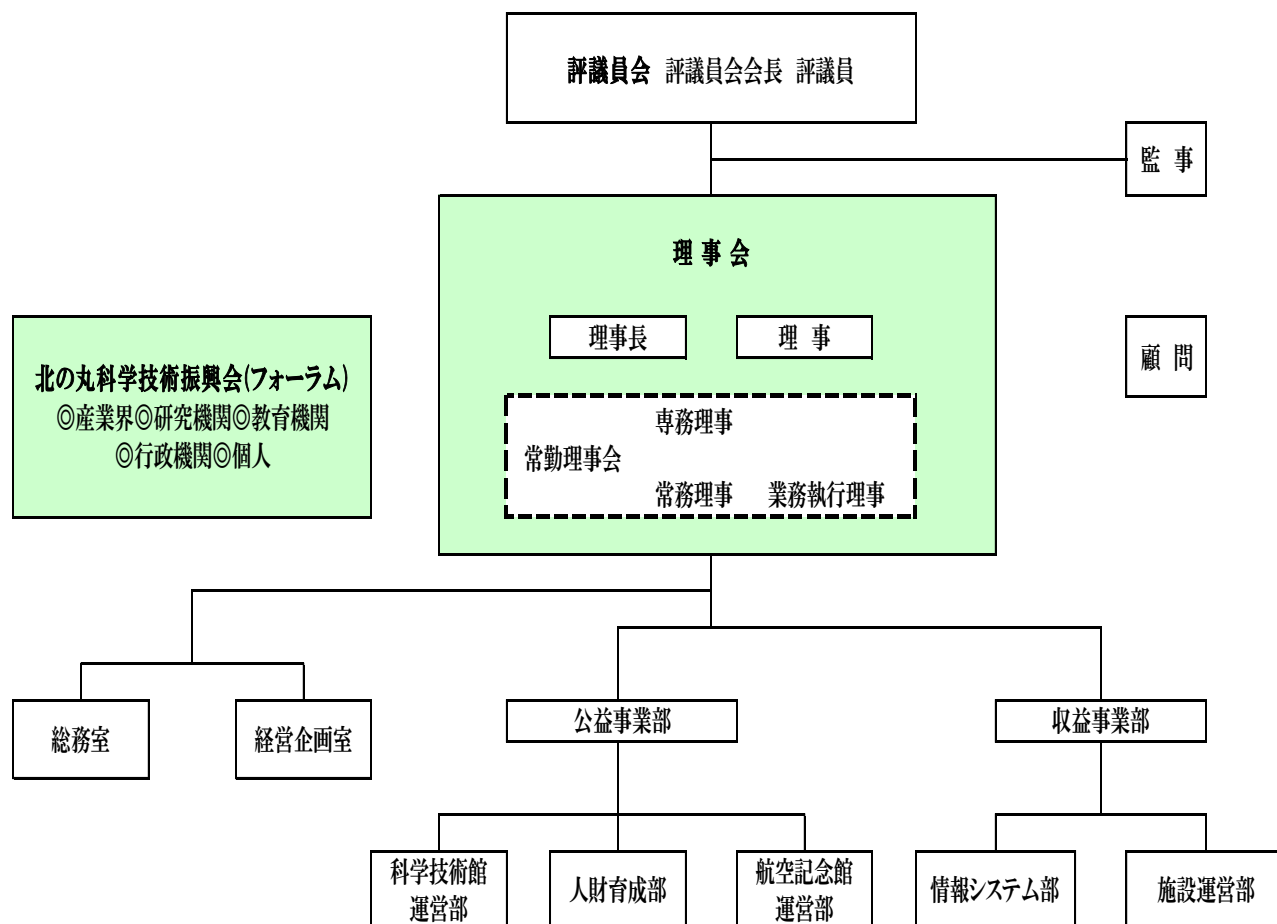 評議員会 評議員会会長 評議員
監 事
理 事 会
理事長 理 事
顧 問
北の丸科学技術振興会(フォーラム)
◎産業界◎研究機関◎教育機関
◎行政機関◎個人
専務理事
常勤理事会
常務理事 業務執行理事
総務室
経営企画室
公益事業部
収益事業部
科学技術館
運営部
人財育成部
航空記念館
運営部
情報システム部
施設運営部